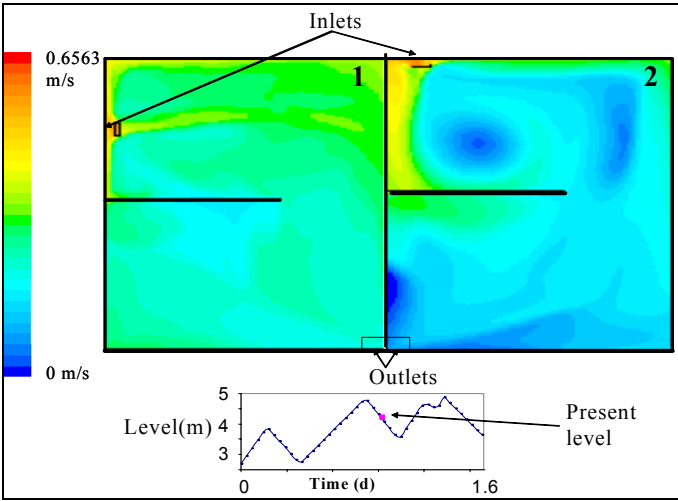 Inlets
0.6563
m/s
1
2
0 m/s
Outlets
Level(m)
5
4
3
0
Time (d)
1.6
Present
level